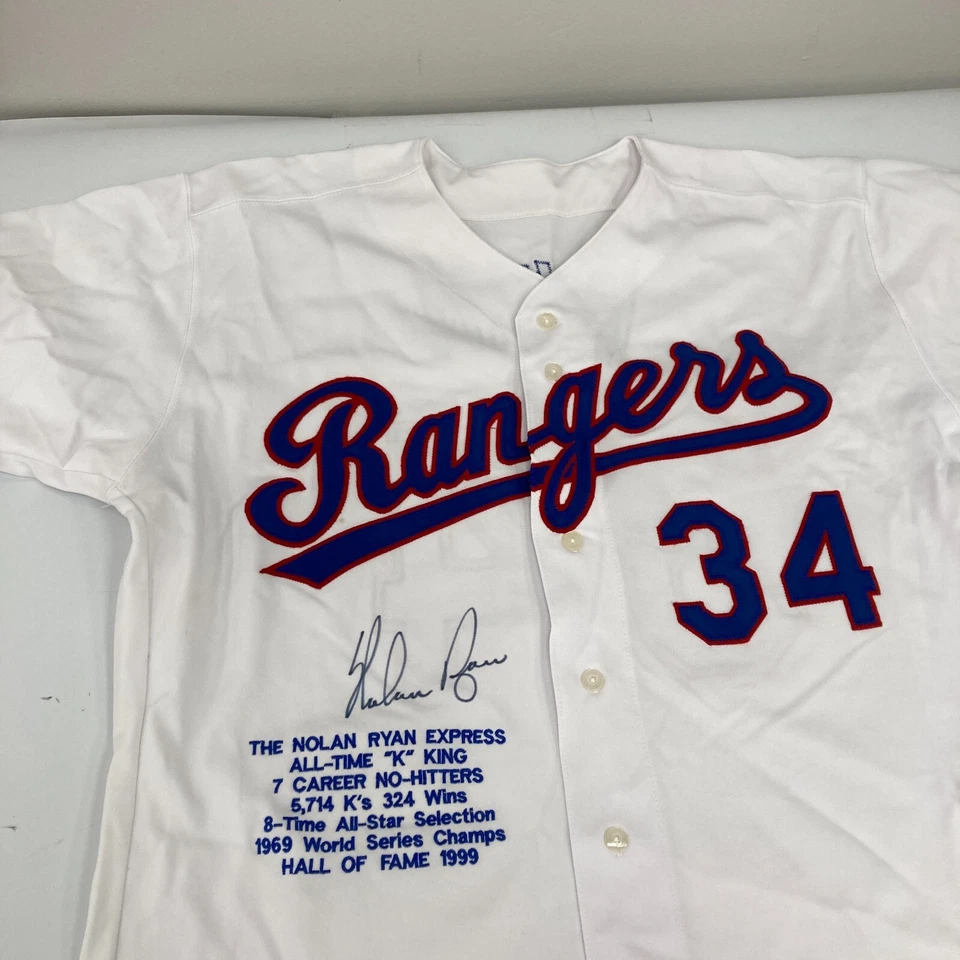 Rangers
34
Nolan Ryan
THE NOLAN RYAN EXPRESS
ALL-TIME "K" KING
7 CAREER NO-HITTERS
5,714 K's 324 Wins
8-Time All-Star Selection
1969 World Series Champs
HALL OF FAME 1999